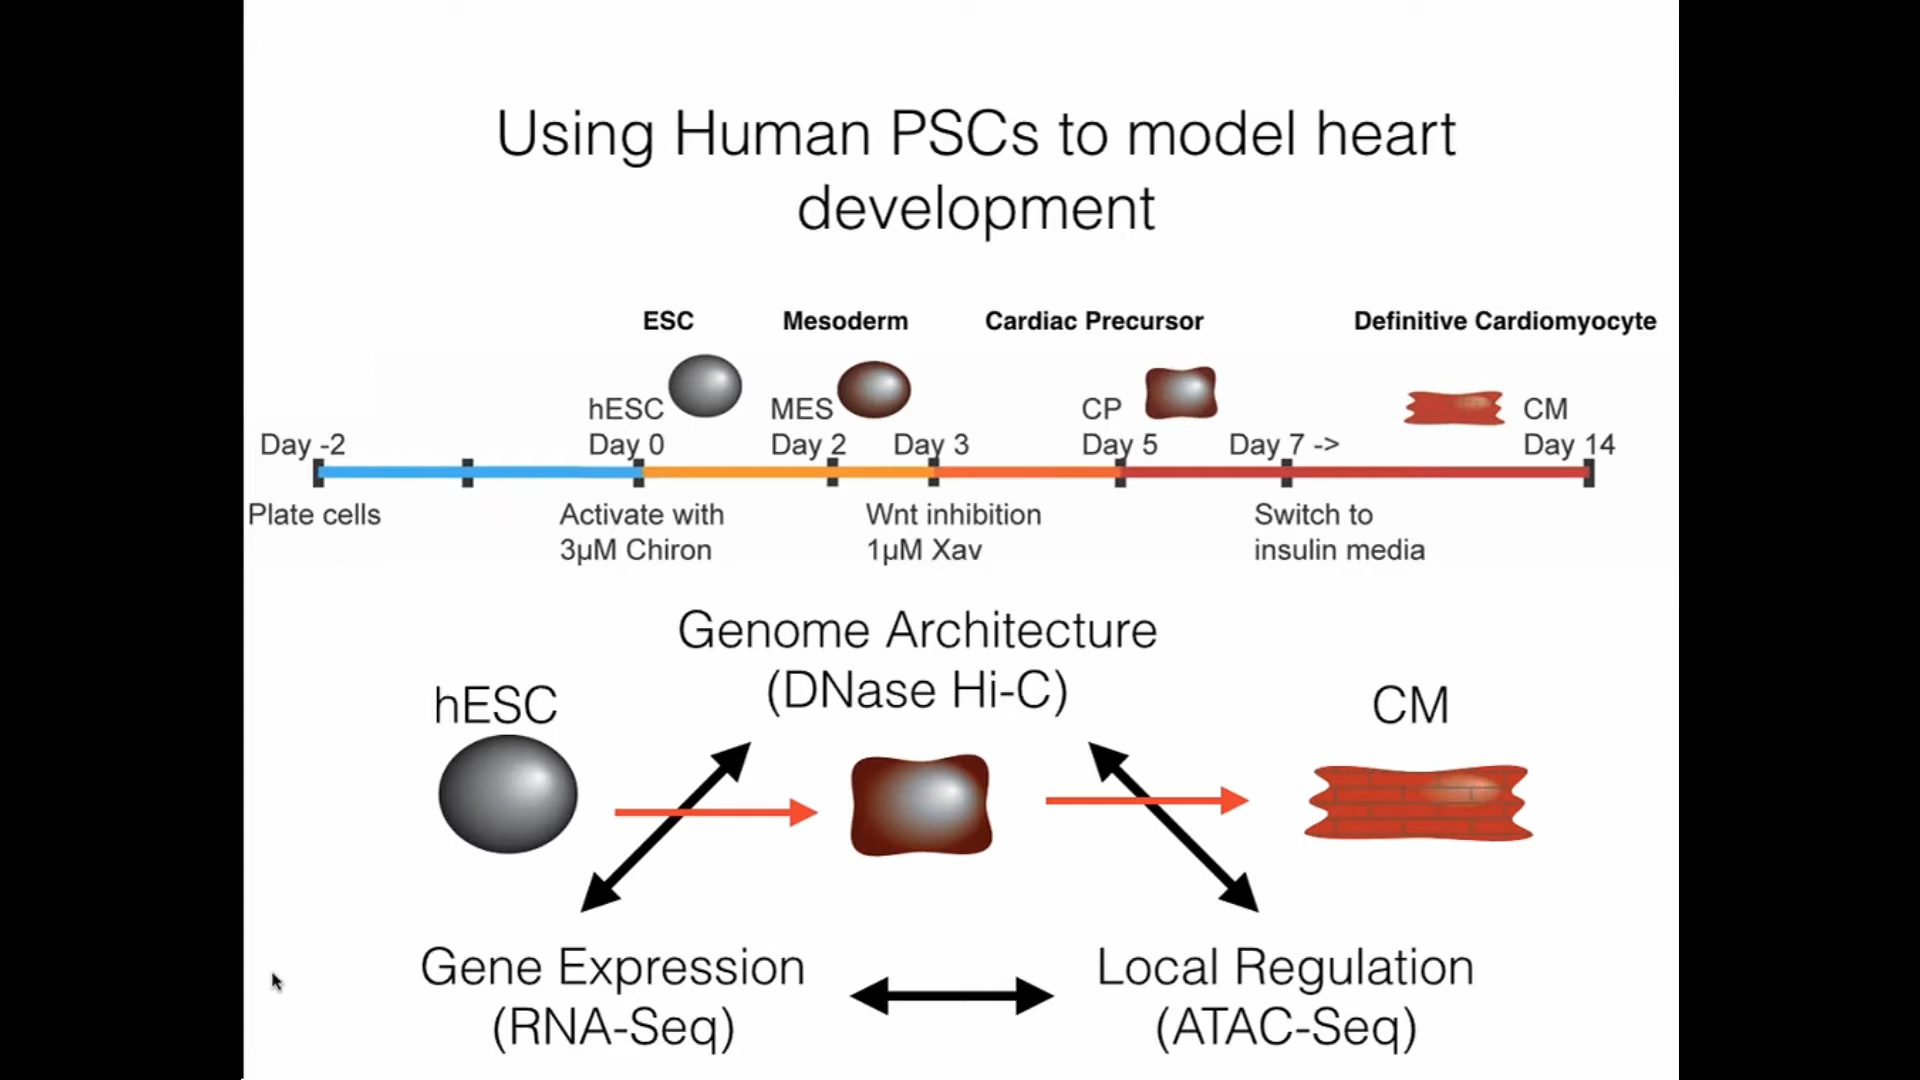 Using Human PSCs to model heart
development
ESC Mesoderm Cardiac Precursor Definitive Cardiomyocyte
hESC MES CP CM
Day -2 Day 0 Day 2 Day 3 Day 5 Day 7 -> Day 14
Plate cells Activate with Wnt inhibition Switch to
3µM Chiron 1µM Xav insulin media
Genome Architecture
(DNase Hi-C)
hESC CM
Gene Expression Local Regulation
(RNA-Seq) (ATAC-Seq)